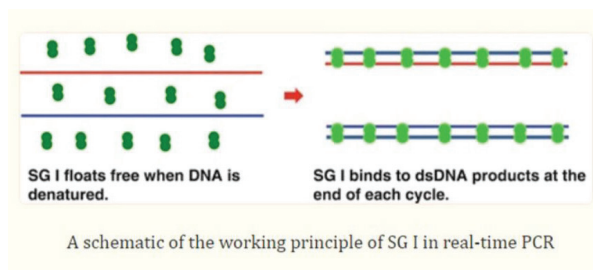 SG I floats free when DNA is
denatured.
SG I binds to dsDNA products at the
end of each cycle.
A schematic of the working principle of SG I in real-time PCR